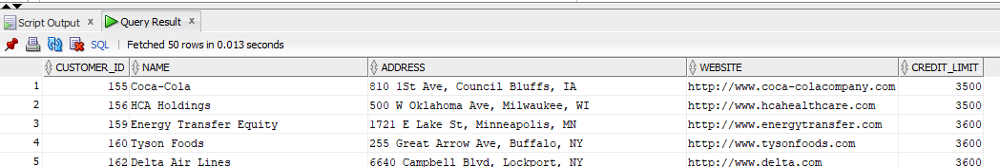 Script Output x Query Result x
SQL | Fetched 50 rows in 0.013 seconds
CUSTOMER_ID NAME ADDRESS WEBSITE CREDIT_LIMIT
1 155 Coca-Cola 810 1St Ave, Council Bluffs, IA http://www.coca-colacompany.com 3500
2 156 HCA Holdings 500 W Oklahoma Ave, Milwaukee, WI http://www.hcahealthcare.com 3500
3 159 Energy Transfer Equity 1721 E Lake St, Minneapolis, MN http://www.energytransfer.com 3600
4 160 Tyson Foods 255 Great Arrow Ave, Buffalo, NY http://www.tysonfoods.com 3600
5 162 Delta Air Lines 6640 Campbell Blvd, Lockport, NY http://www.delta.com 3600